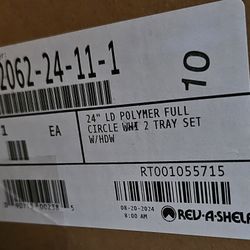 2062-24-11-1
10
1 EA
24" LD POLYMER FULL
CIRCLE WHT 2 TRAY SET
W/HDW
RT001055715
08-20-2024
8:00 AM
REV-A-SHELF